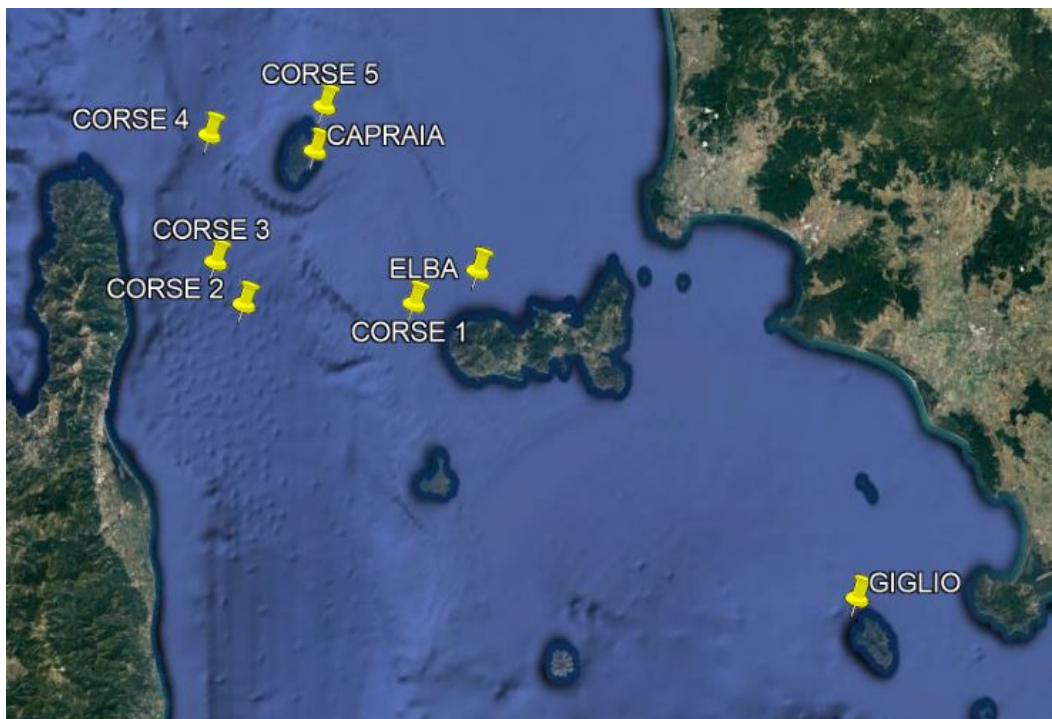 CORSE 5
CORSE 4
CAPRAIA
CORSE 3
ELBA
CORSE 2
CORSE 1
GIGLIO